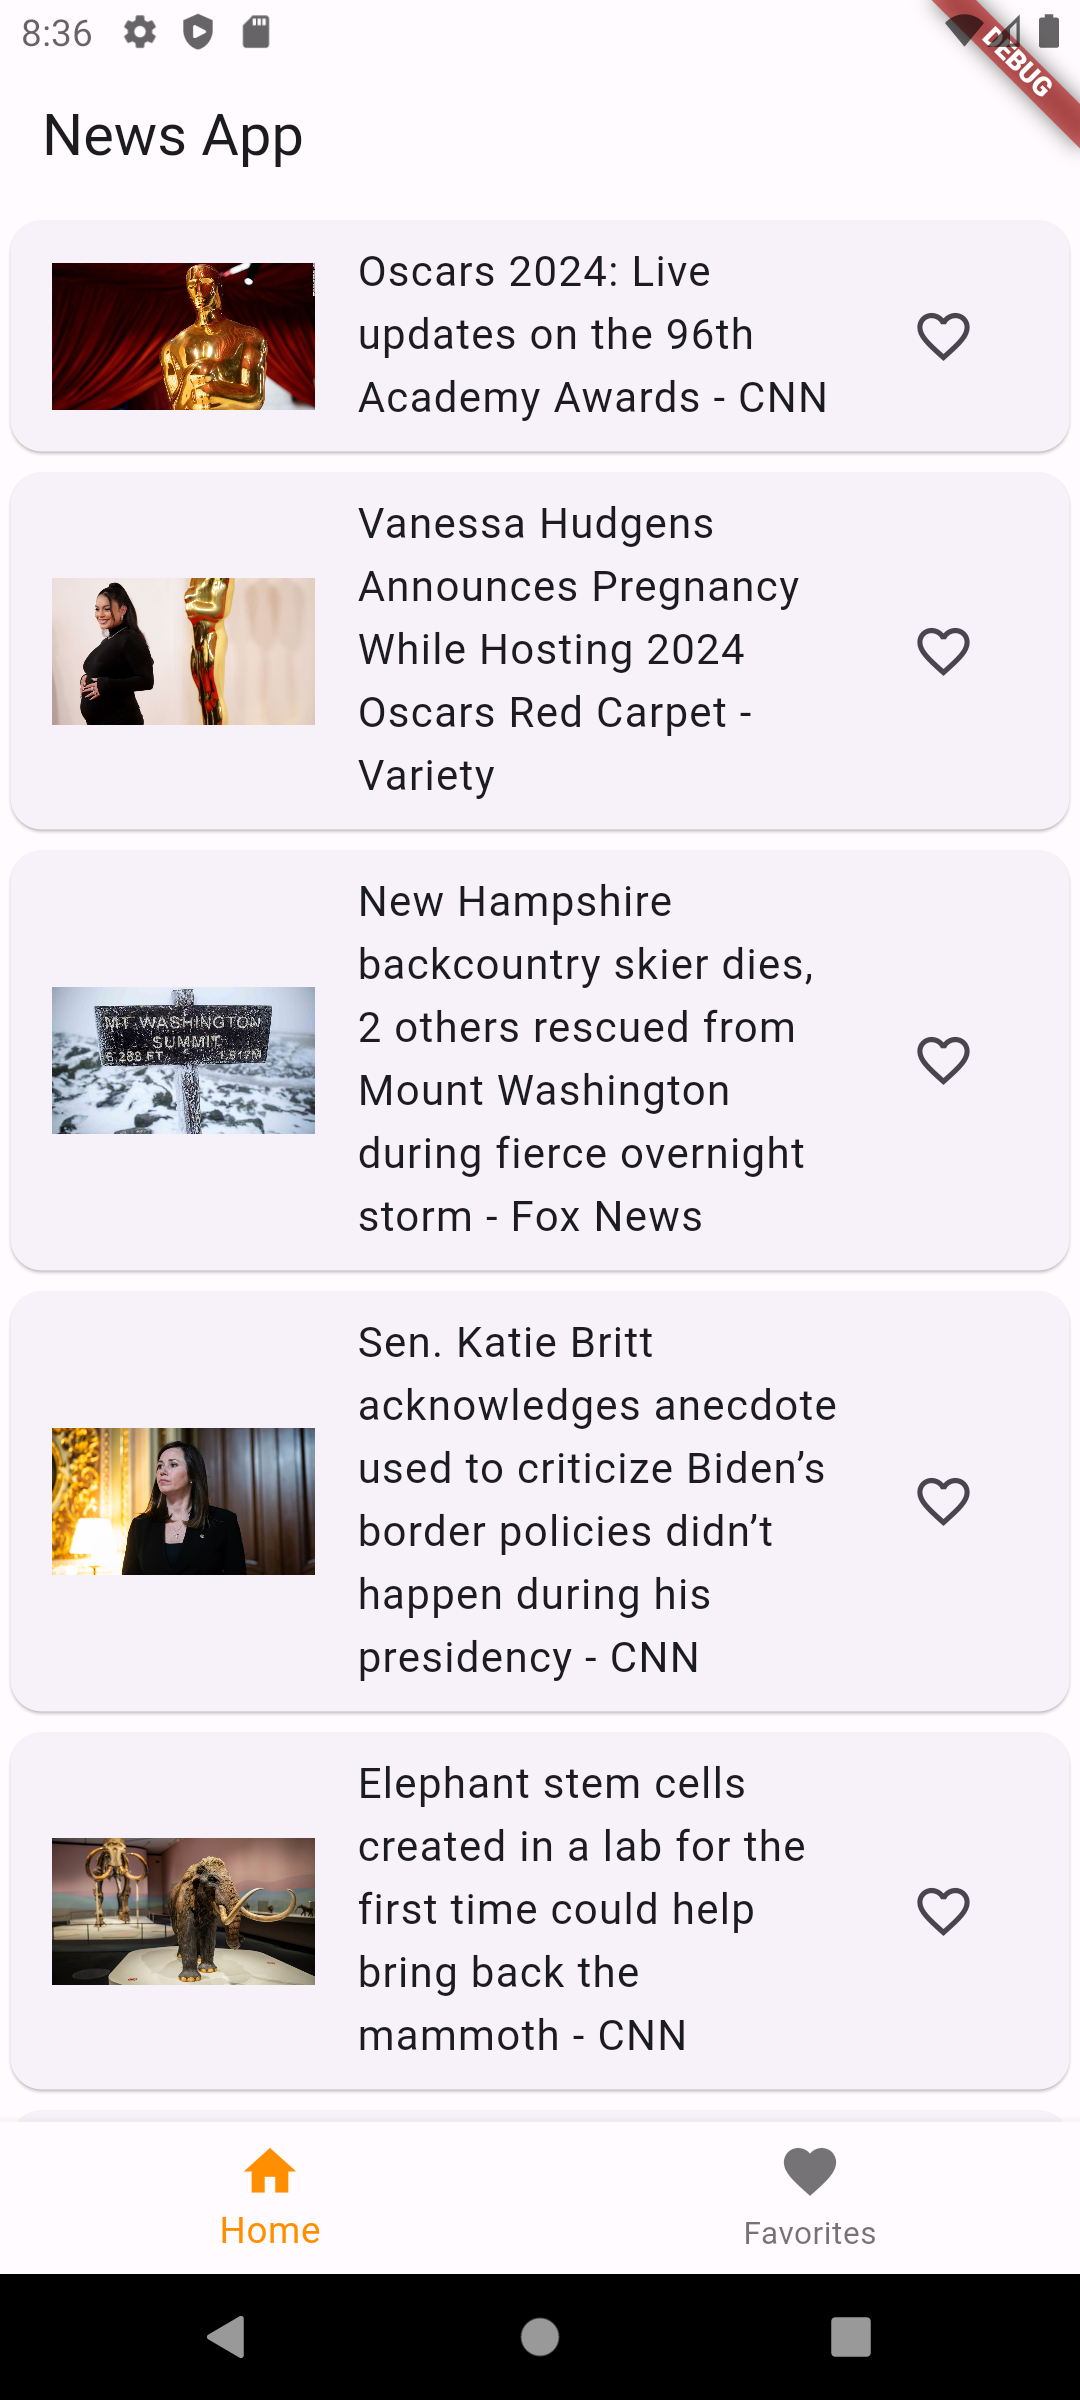 8:36
DEBUG
News App
Oscars 2024: Live
updates on the 96th
Academy Awards - CNN
Vanessa Hudgens
Announces Pregnancy
While Hosting 2024
Oscars Red Carpet -
Variety
New Hampshire
backcountry skier dies,
2 others rescued from
Mount Washington
during fierce overnight
storm - Fox News
MT WASHINGTON
SUMMIT
6,288 FT 1,917M
Sen. Katie Britt
acknowledges anecdote
used to criticize Biden’s
border policies didn’t
happen during his
presidency - CNN
Elephant stem cells
created in a lab for the
first time could help
bring back the
mammoth - CNN
Home
Favorites